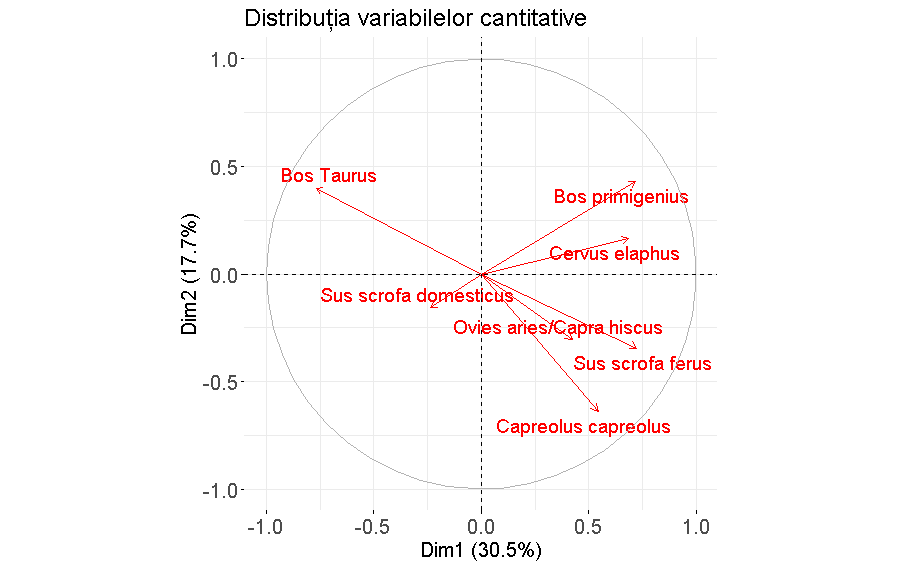 Distribuția variabilelor cantitative
1.0
Bos Taurus
0.5
Bos primigenius
Cervus elaphus
0.0
Sus scrofa domesticus
Ovies aries/Capra hiscus
Sus scrofa ferus
-0.5
Capreolus capreolus
-1.0
Dim2 (17.7%)
-1.0 -0.5 0.0 0.5 1.0
Dim1 (30.5%)